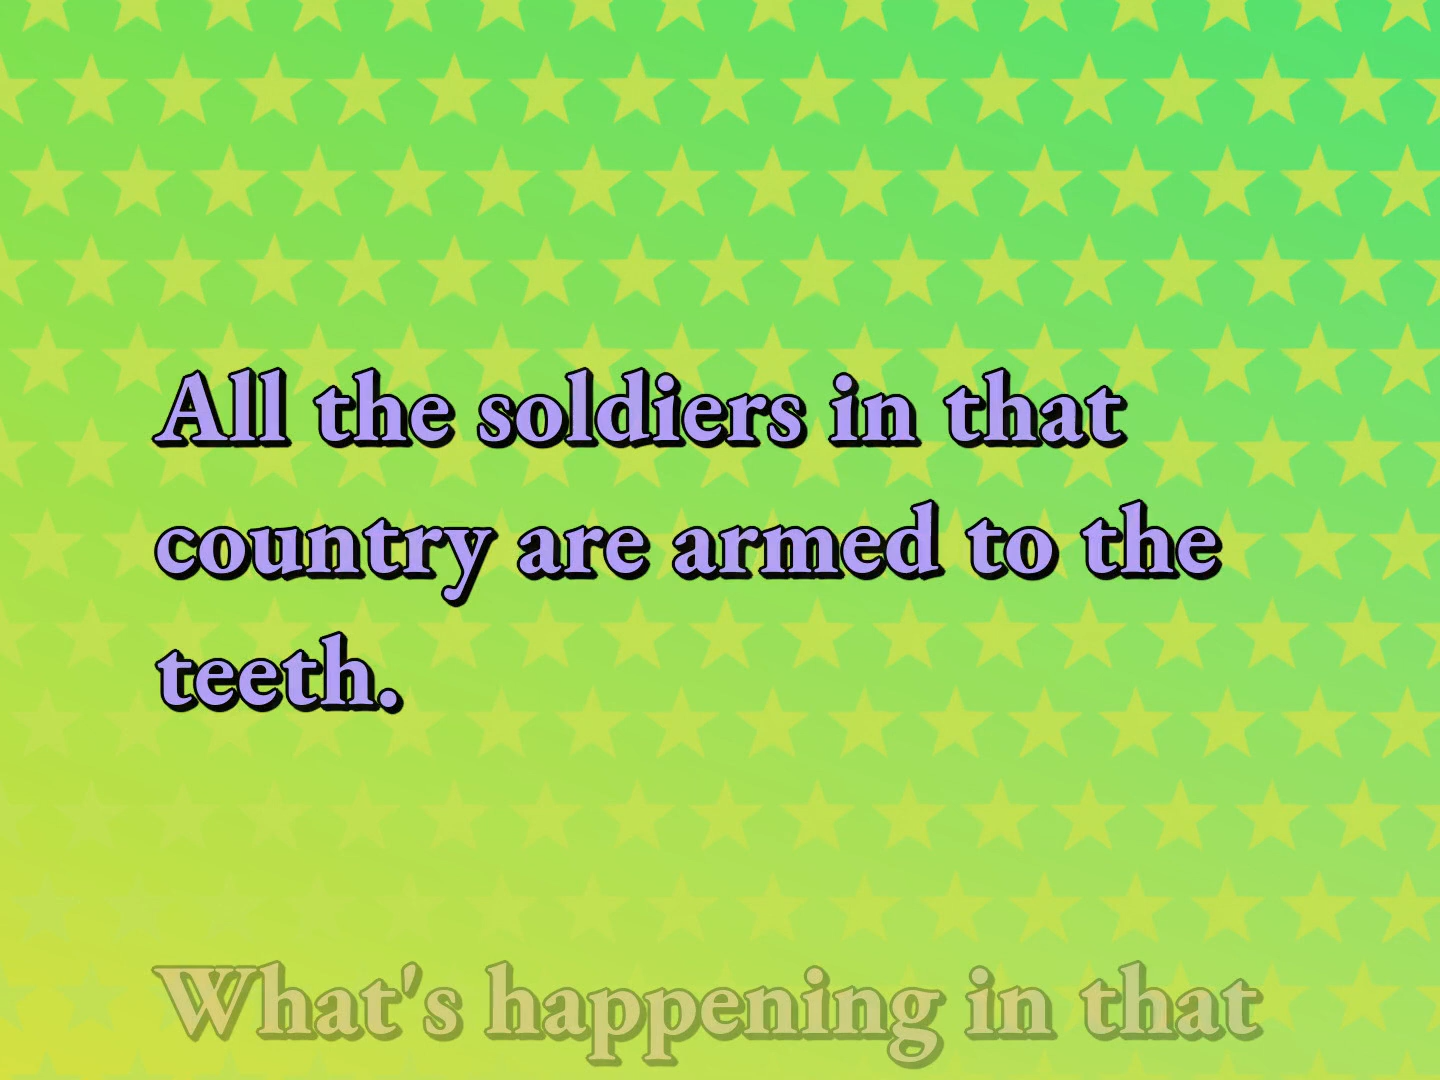 All the soldiers in that
country are armed to the
teeth.
What's happening in that